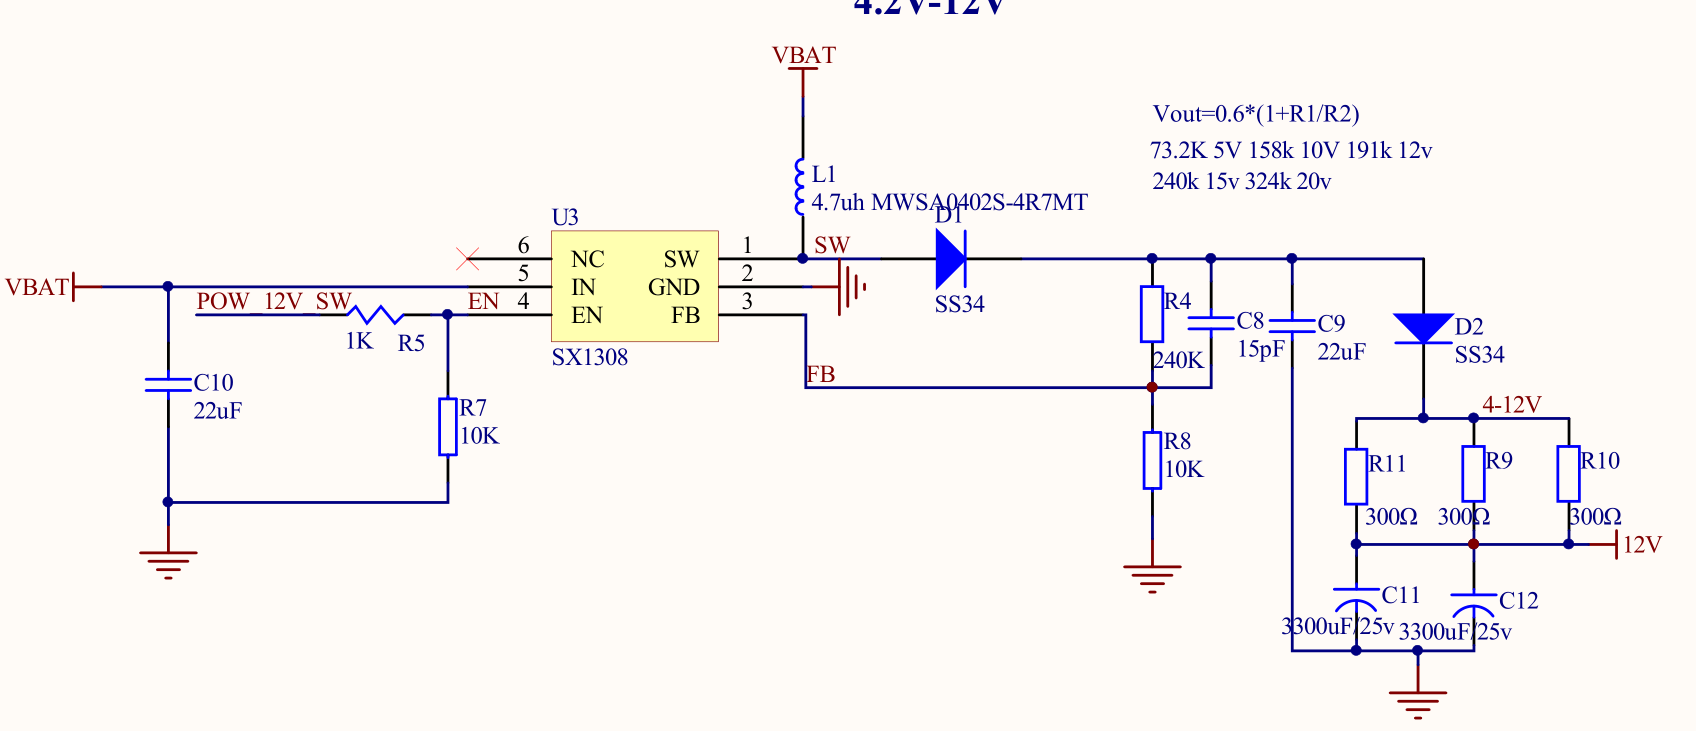 4.2V-12V
VBAT
Vout=0.6*(1+R1/R2)
73.2K 5V 158k 10V 191k 12v
240k 15v 324k 20v
L1
4.7uh MWSA0402S-4R7MT
D1
SS34
U3
6 NC SW 1 SW
5 IN GND 2
4 EN FB 3
SX1308
VBAT
POW_12V_SW
EN
1K R5
C10
22uF
R7
10K
FB
R4
240K
C8
15pF
C9
22uF
D2
SS34
R8
10K
4-12V
R11
300Ω
R9
300Ω
R10
300Ω
12V
C11
3300uF/25v
C12
3300uF/25v